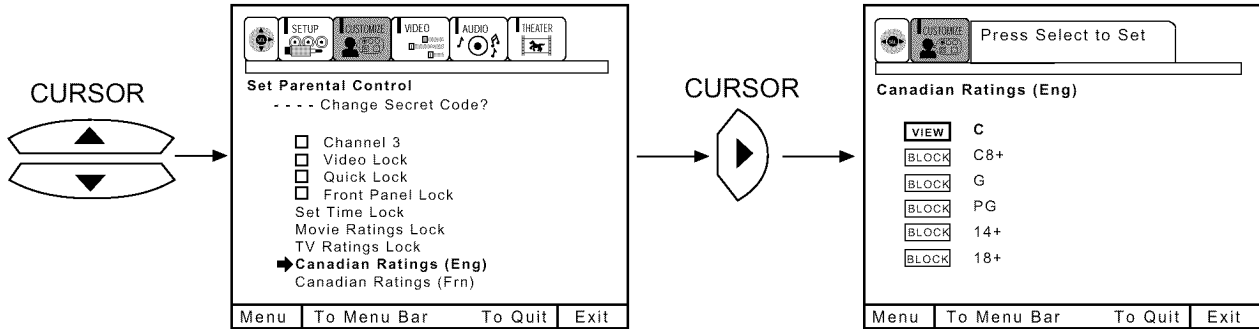 CURSOR
SETUP
CUSTOMIZE
VIDEO
AUDIO
THEATER
Set Parental Control
- - - - Change Secret Code?
Channel 3
Video Lock
Quick Lock
Front Panel Lock
Set Time Lock
Movie Ratings Lock
TV Ratings Lock
Canadian Ratings (Eng)
Canadian Ratings (Frn)
Menu To Menu Bar To Quit Exit
CURSOR
CUSTOMIZE
Press Select to Set
Canadian Ratings (Eng)
VIEW C
BLOCK C8+
BLOCK G
BLOCK PG
BLOCK 14+
BLOCK 18+
Menu To Menu Bar To Quit Exit